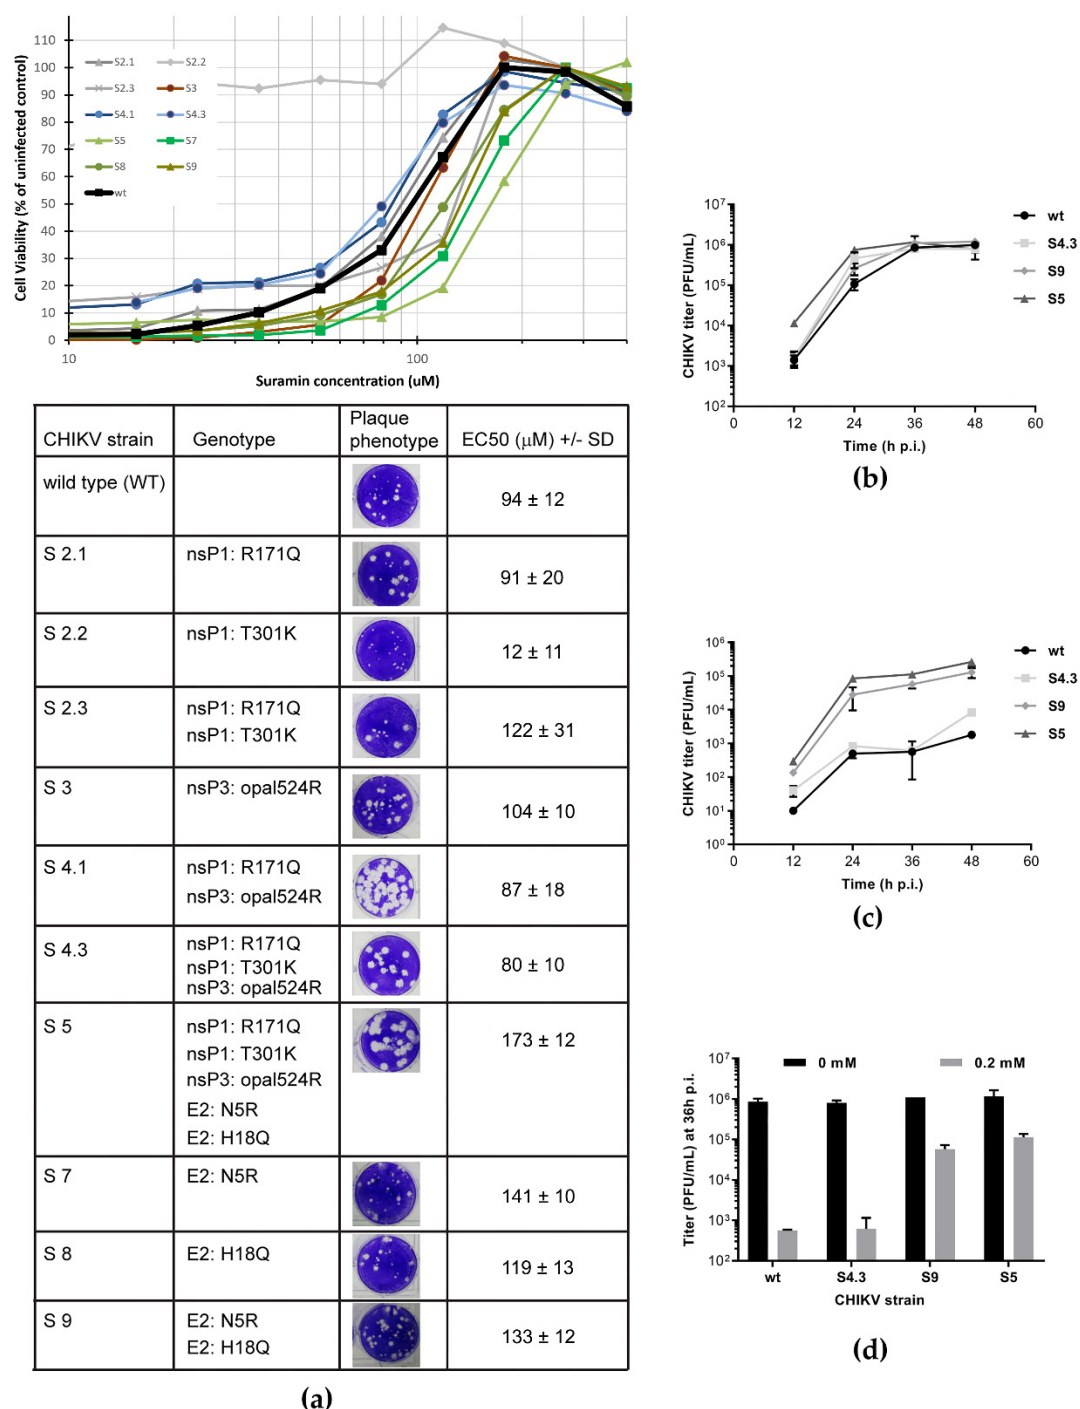 110
100
90
80
70
60
50
40
30
20
10
0
Cell Viability (% of uninfected control)
S2.1
S2.2
S2.3
S3
S4.1
S4.3
S5
S7
S8
S9
wt
10
100
Suramin concentration (uM)
CHIKV strain
Genotype
Plaque
phenotype
EC50 (μM) +/- SD
wild type (WT)
94 ± 12
S 2.1
nsP1: R171Q
91 ± 20
S 2.2
nsP1: T301K
12 ± 11
S 2.3
nsP1: R171Q
nsP1: T301K
122 ± 31
S 3
nsP3: opal524R
104 ± 10
S 4.1
nsP1: R171Q
nsP3: opal524R
87 ± 18
S 4.3
nsP1: R171Q
nsP1: T301K
nsP3: opal524R
80 ± 10
S 5
nsP1: R171Q
nsP1: T301K
nsP3: opal524R
E2: N5R
E2: H18Q
173 ± 12
S 7
E2: N5R
141 ± 10
S 8
E2: H18Q
119 ± 13
S 9
E2: N5R
E2: H18Q
133 ± 12
(a)
CHIKV titer (PFU/mL)
10⁷
10⁶
10⁵
10⁴
10³
10²
0
12
24
36
48
60
Time (h p.i.)
wt
S4.3
S9
S5
(b)
CHIKV titer (PFU/mL)
10⁶
10⁵
10⁴
10³
10²
10¹
10⁰
0
12
24
36
48
60
Time (h p.i.)
wt
S4.3
S9
S5
(c)
Titer (PFU/mL) at 36h p.i.
10⁷
10⁶
10⁵
10⁴
10³
10²
0 mM
0.2 mM
wt
S4.3
S9
S5
CHIKV strain
(d)